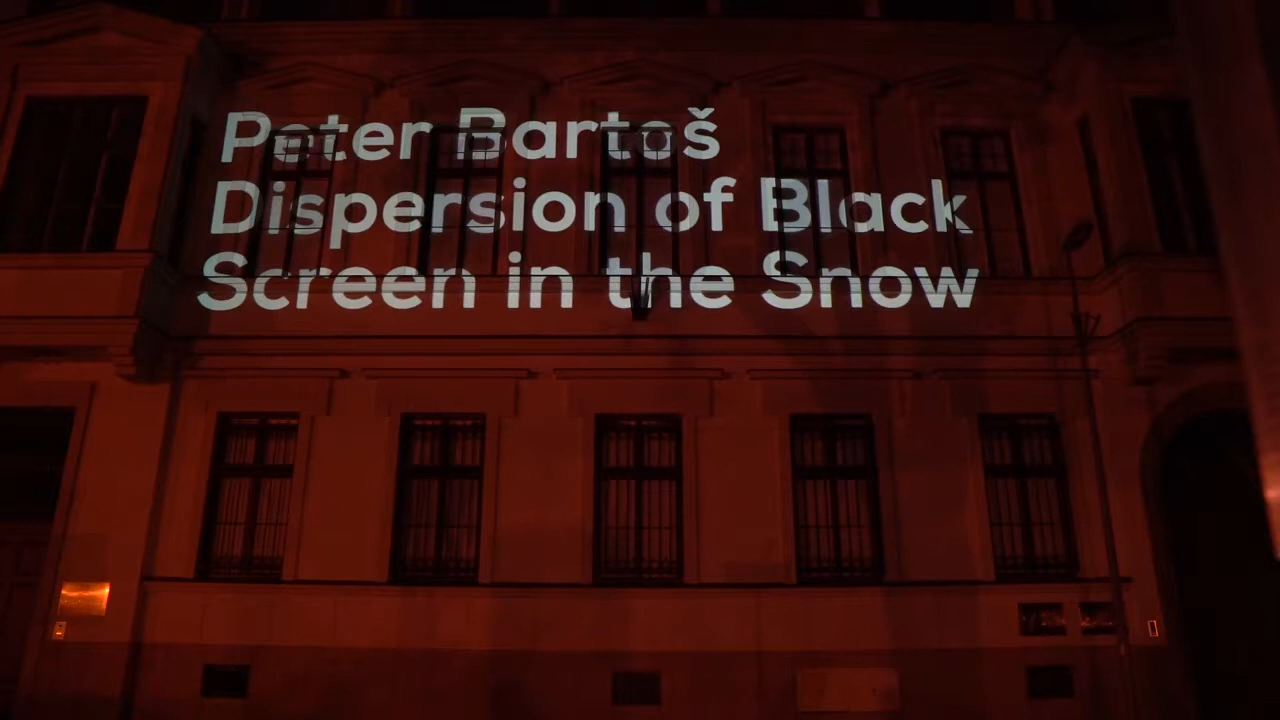 Peter Bartoš
Dispersion of Black
Screen in the Snow